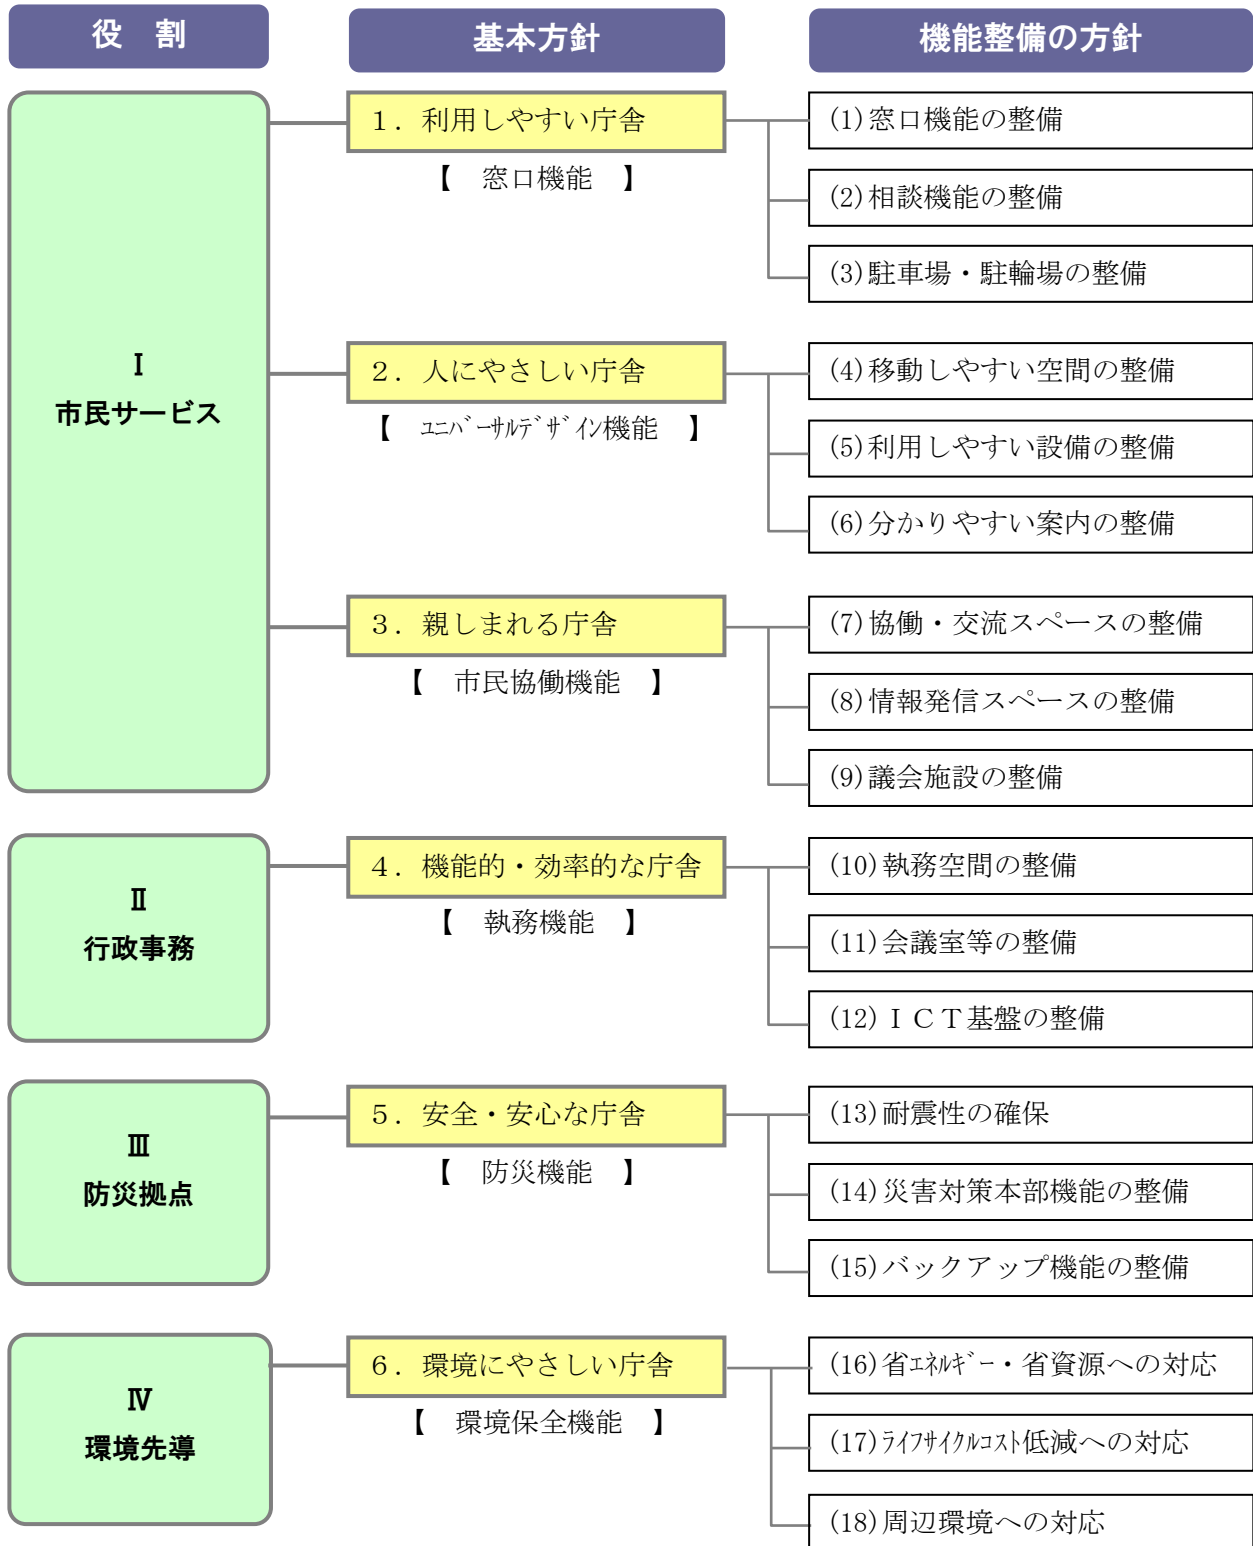 役　割
基本方針
機能整備の方針
Ⅰ
市民サービス
１．利用しやすい庁舎
【　窓口機能　】
(1)窓口機能の整備
(2)相談機能の整備
(3)駐車場・駐輪場の整備
２．人にやさしい庁舎
【　ﾕﾆﾊﾞｰｻﾙﾃﾞｻﾞｲﾝ機能　】
(4)移動しやすい空間の整備
(5)利用しやすい設備の整備
(6)分かりやすい案内の整備
３．親しまれる庁舎
【　市民協働機能　】
(7)協働・交流スペースの整備
(8)情報発信スペースの整備
(9)議会施設の整備
Ⅱ
行政事務
４．機能的・効率的な庁舎
【　執務機能　】
(10)執務空間の整備
(11)会議室等の整備
(12)ＩＣＴ基盤の整備
Ⅲ
防災拠点
５．安全・安心な庁舎
【　防災機能　】
(13)耐震性の確保
(14)災害対策本部機能の整備
(15)バックアップ機能の整備
Ⅳ
環境先導
６．環境にやさしい庁舎
【　環境保全機能　】
(16)省ｴﾈﾙｷﾞｰ・省資源への対応
(17)ﾗｲﾌｻｲｸﾙｺｽﾄ低減への対応
(18)周辺環境への対応